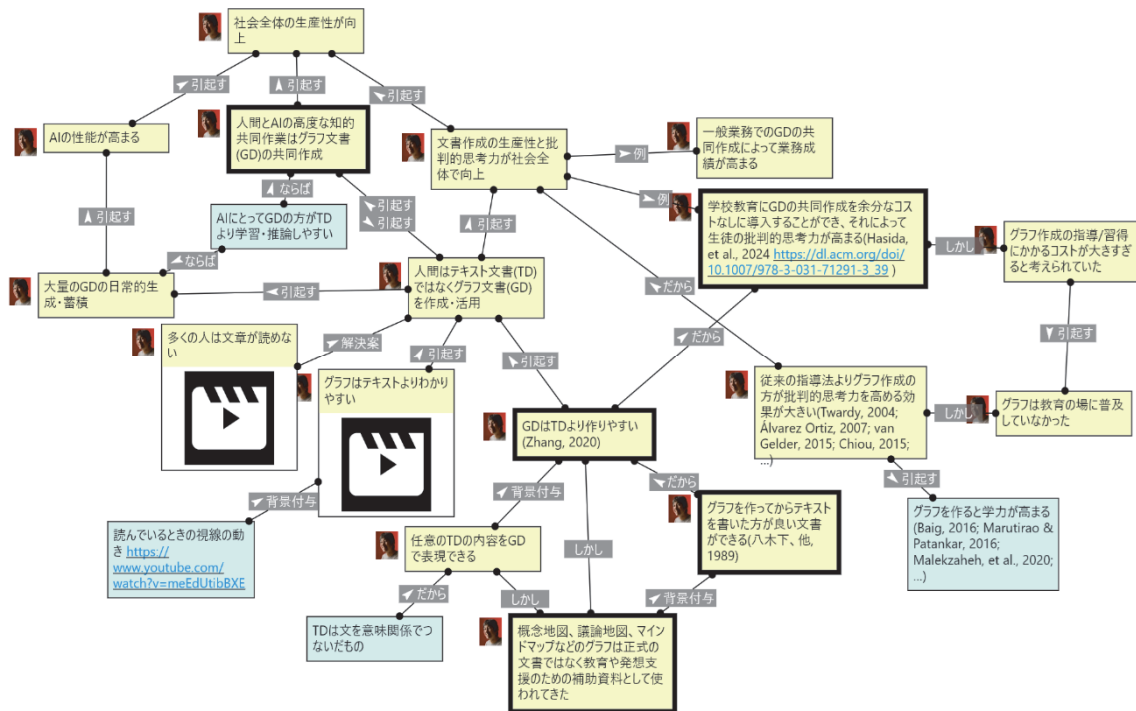 社会全体の生産性が向
上
引起す
引起す
引起す
AIの性能が高まる
人間とAIの高度な知的
共同作業はグラフ文書
(GD)の共同作成
文書作成の生産性と批
判的思考力が社会全
体で向上
例
一般業務でのGDの共
同作成によって業務成
績が高まる
例
学校教育にGDの共同作成を余分なコ
ストなしに導入することができ、それによって
生徒の批判的思考力が高まる(Hasida,
et al., 2024 https://dl.acm.org/doi/
10.1007/978-3-031-71291-3_39 )
しかし
グラフ作成の指導/習得
にかかるコストが大きすぎ
ると考えられていた
引起す
ならば
引起す
引起す
引起す
AIにとってGDの方がTD
より学習・推論しやすい
ならば
大量のGDの日常的生
成・蓄積
引起す
人間はテキスト文書(TD)
ではなくグラフ文書(GD)
を作成・活用
だから
だから
引起す
多くの人は文章が読めな
い
解決案
引起す
引起す
グラフはテキストよりわかり
やすい
従来の指導法よりグラフ作成の
方が批判的思考力を高める効
果が大きい(Twardy, 2004;
Álvarez Ortiz, 2007; van
Gelder, 2015; Chiou, 2015;
...)
しかし
グラフは教育の場に普及
していなかった
GDはTDより作りやすい
(Zhang, 2020)
引起す
背景付与
背景付与
だから
読んでいるときの視線の動
き https://
www.youtube.com/
watch?v=meEdUtibBXE
任意のTDの内容をGD
で表現できる
しかし
グラフを作ってからテキスト
を書いた方が良い文書
ができる(八木下、他,
1989)
グラフを作ると学力が高まる
(Baig, 2016; Marutirao &
Patankar, 2016;
Malekzaheh, et al., 2020;
...)
だから
しかし
背景付与
TDは文を意味関係でつ
ないだもの
概念地図、議論地図、マイン
ドマップなどのグラフは正式の
文書ではなく教育や発想支
援のための補助資料として使
われてきた